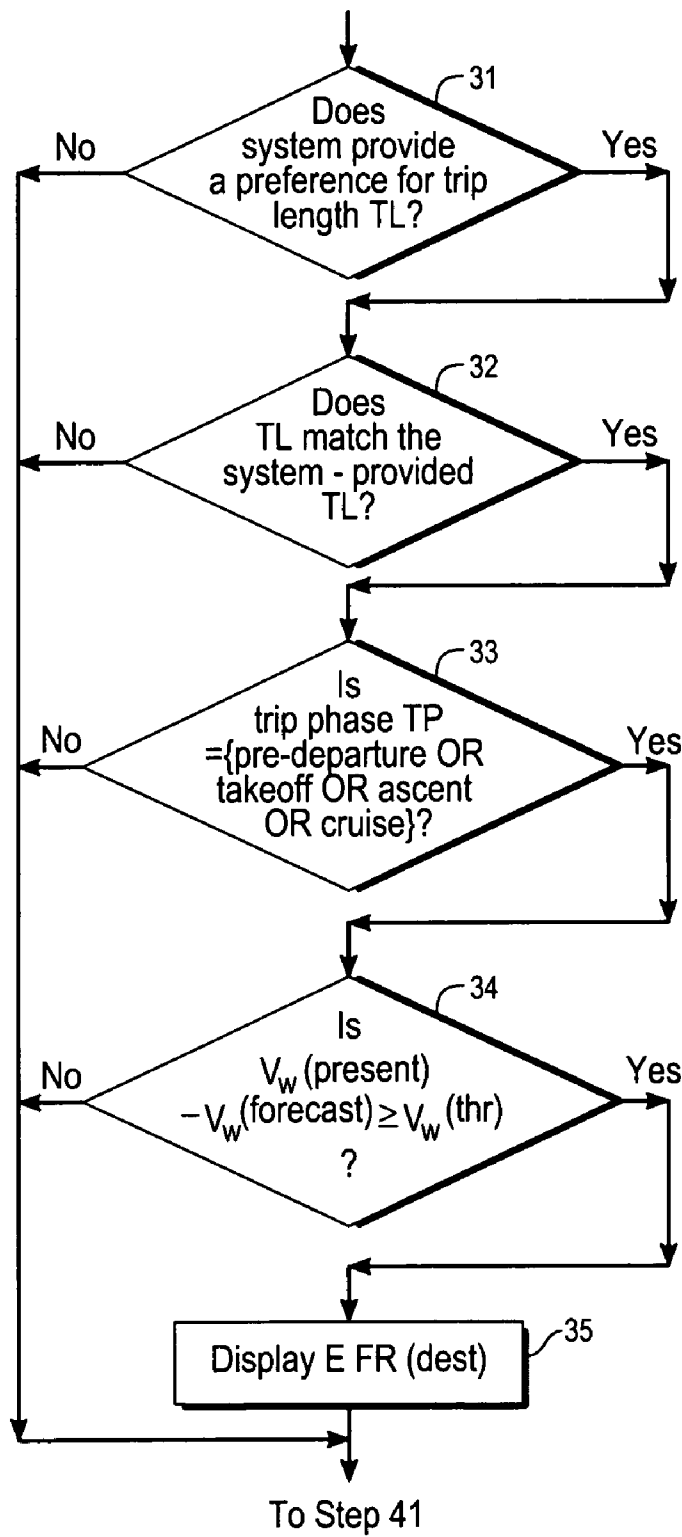 31
Does
system provide
a preference for trip
length TL?
No
Yes
32
Does
TL match the
system - provided
TL?
No
Yes
33
Is
trip phase TP
={pre-departure OR
takeoff OR ascent
OR cruise}?
No
Yes
34
Is
Vw (present)
−Vw(forecast) ≥ Vw (thr)
?
No
Yes
Display E FR (dest)
35
To Step 41